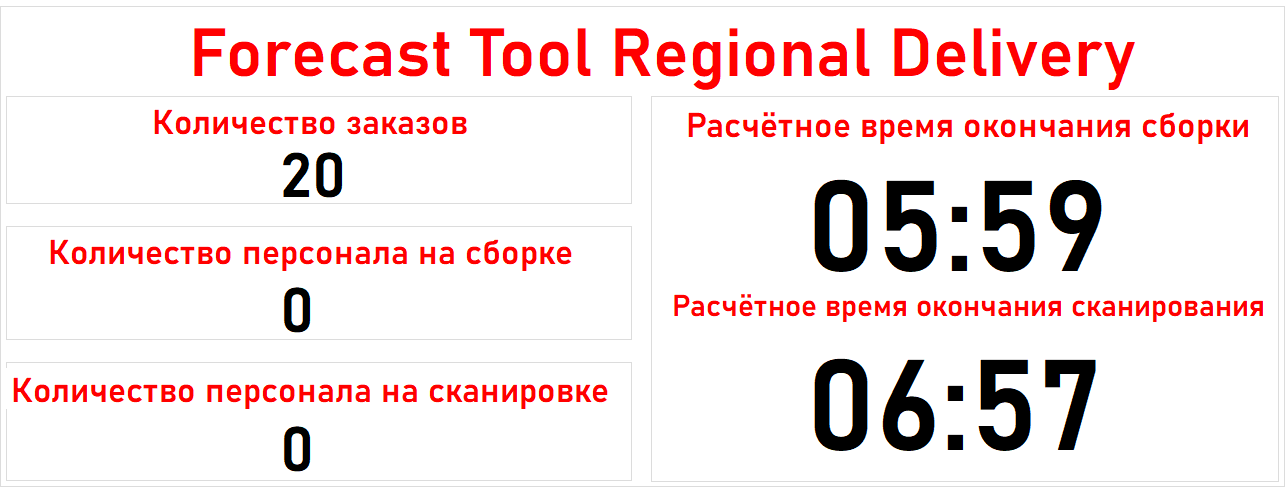 Forecast Tool Regional Delivery
Количество заказов
20
Количество персонала на сборке
0
Количество персонала на сканировке
0
Расчётное время окончания сборки
05:59
Расчётное время окончания сканирования
06:57